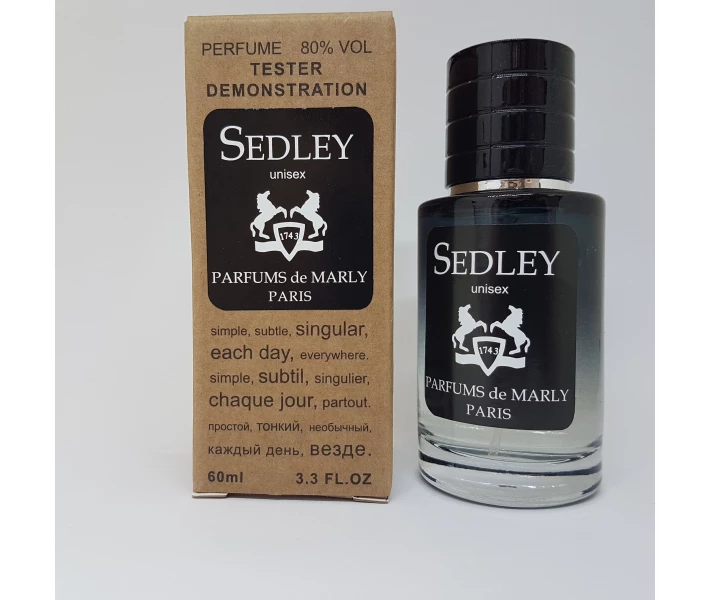 PERFUME 80% VOL
TESTER
DEMONSTRATION
SEDLEY
unisex
1743
PARFUMS de MARLY
PARIS
simple, subtle, singular,
each day, everywhere.
simple, subtil, singulier,
chaque jour, partout.
простой, тонкий, необычный,
каждый день, везде.
60ml 3.3 FL.OZ
SEDLEY
unisex
1743
PARFUMS de MARLY
PARIS